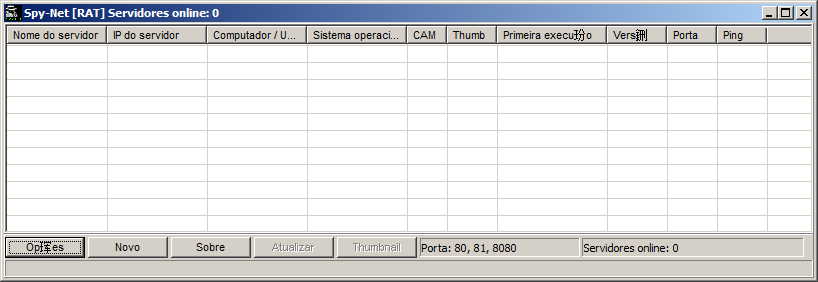 Spy-Net [RAT] Servidores online: 0
Nome do servidor IP do servidor Computador / U... Sistema operaci... CAM Thumb Primeira execu玢o Vers鉶 Porta Ping
Op珲es Novo Sobre Atualizar Thumbnail Porta: 80, 81, 8080 Servidores online: 0